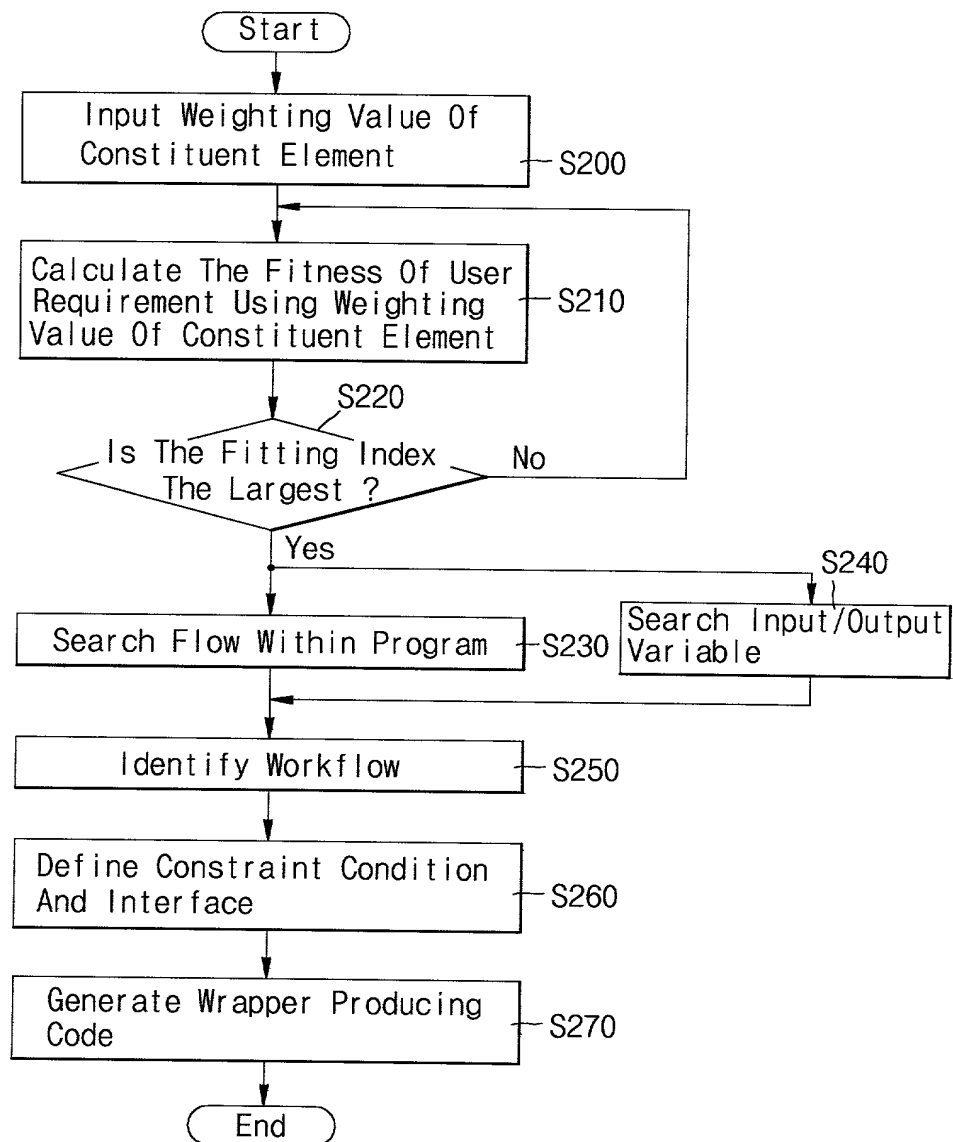 Start
Input Weighting Value Of
Constituent Element
S200
Calculate The Fitness Of User
Requirement Using Weighting
Value Of Constituent Element
S210
S220
Is The Fitting Index
The Largest ?
No
Yes
S240
Search Flow Within Program
S230
Search Input/Output
Variable
Identify Workflow
S250
Define Constraint Condition
And Interface
S260
Generate Wrapper Producing
Code
S270
End